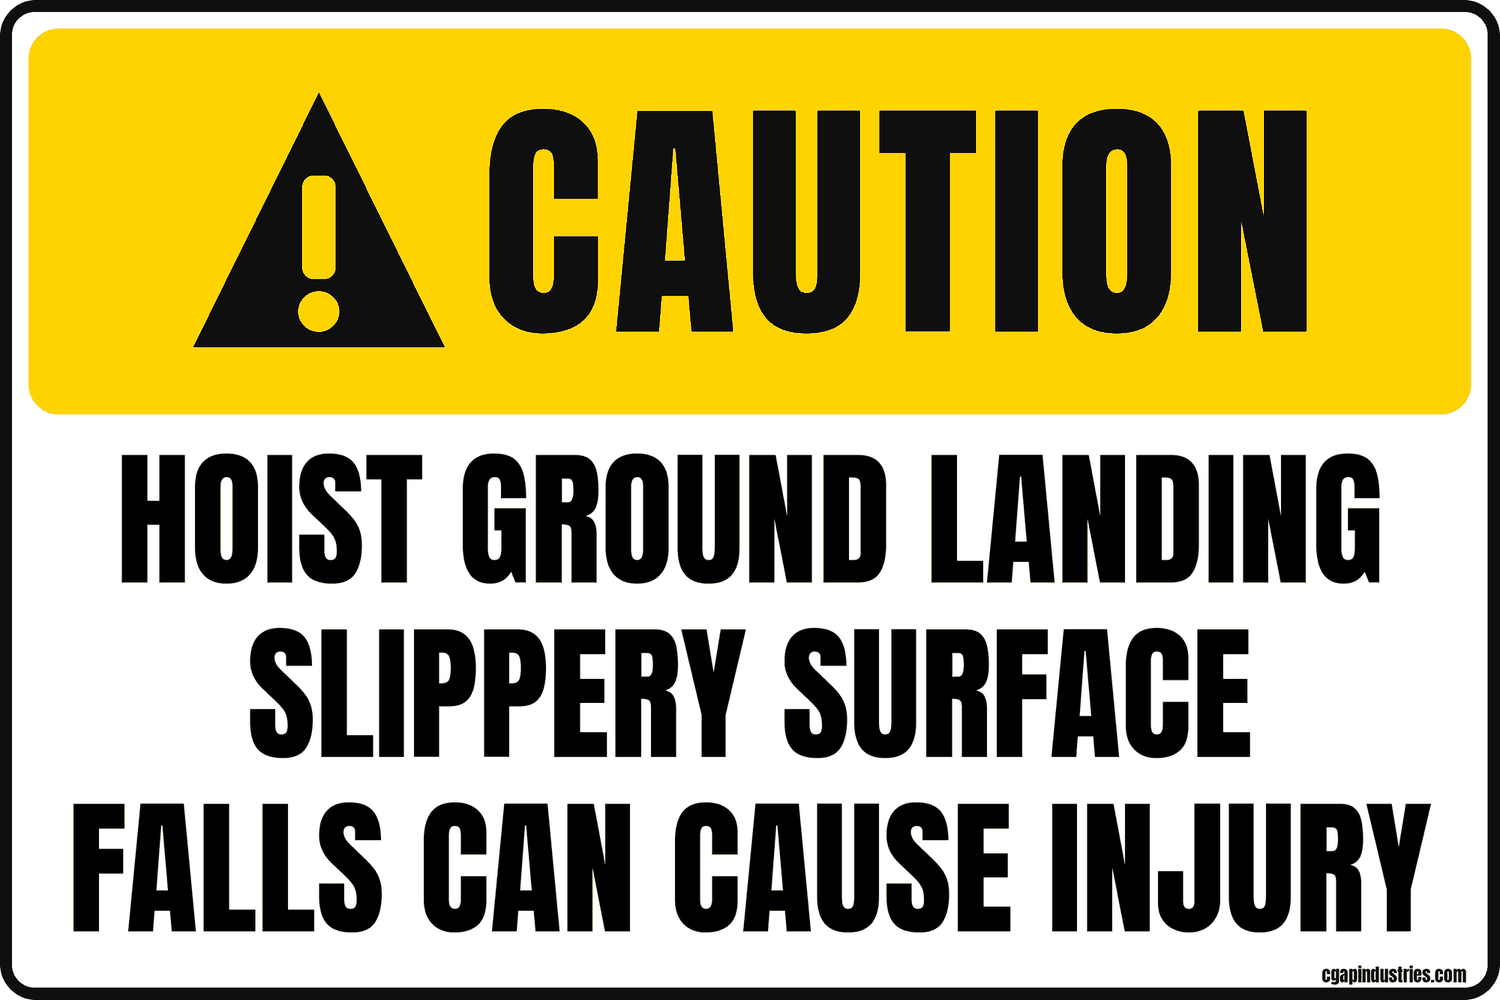 CAUTION
HOIST GROUND LANDING
SLIPPERY SURFACE
FALLS CAN CAUSE INJURY
cgapindustries.com